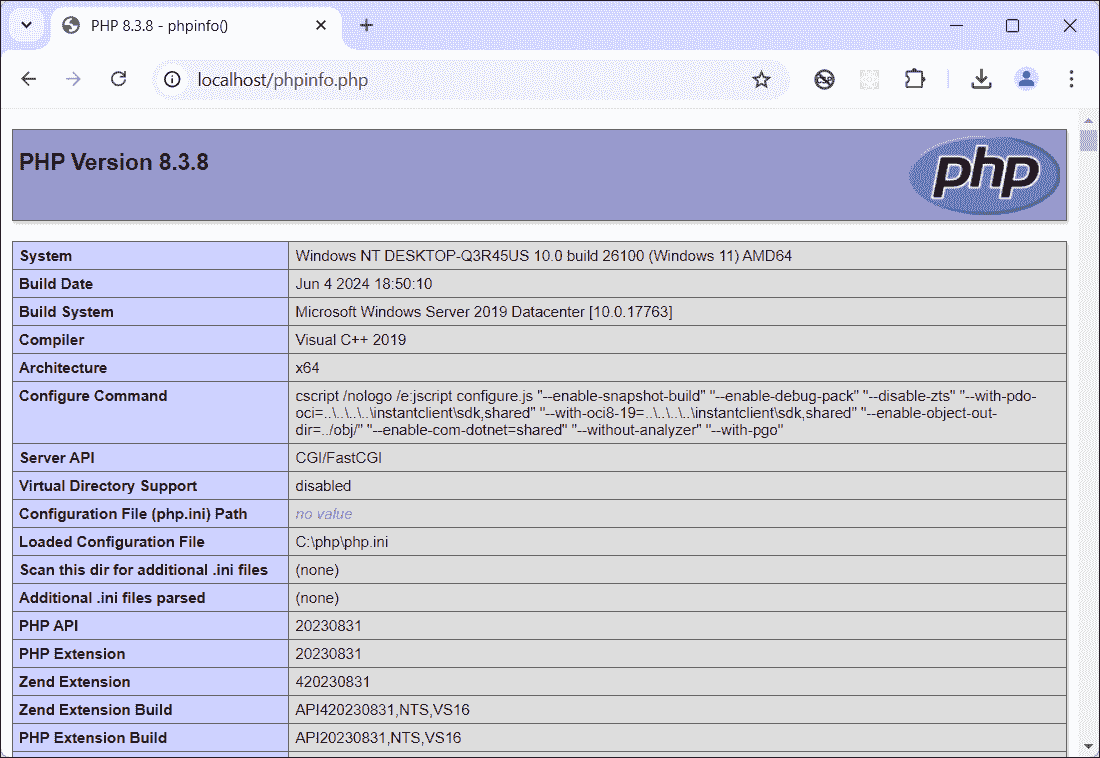 PHP 8.3.8 - phpinfo()
localhost/phpinfo.php
PHP Version 8.3.8
php
System Windows NT DESKTOP-Q3R45US 10.0 build 26100 (Windows 11) AMD64
Build Date Jun 4 2024 18:50:10
Build System Microsoft Windows Server 2019 Datacenter [10.0.17763]
Compiler Visual C++ 2019
Architecture x64
Configure Command cscript /nologo /e:jscript configure.js "--enable-snapshot-build" "--enable-debug-pack" "--disable-zts" "--with-pdo-
oci=..\..\..\..\instantclient\sdk,shared" "--with-oci8-19=..\..\..\..\instantclient\sdk,shared" "--enable-object-out-
dir=../obj/" "--enable-com-dotnet=shared" "--without-analyzer" "--with-pgo"
Server API CGI/FastCGI
Virtual Directory Support disabled
Configuration File (php.ini) Path no value
Loaded Configuration File C:\php\php.ini
Scan this dir for additional .ini files (none)
Additional .ini files parsed (none)
PHP API 20230831
PHP Extension 20230831
Zend Extension 420230831
Zend Extension Build API420230831,NTS,VS16
PHP Extension Build API20230831,NTS,VS16